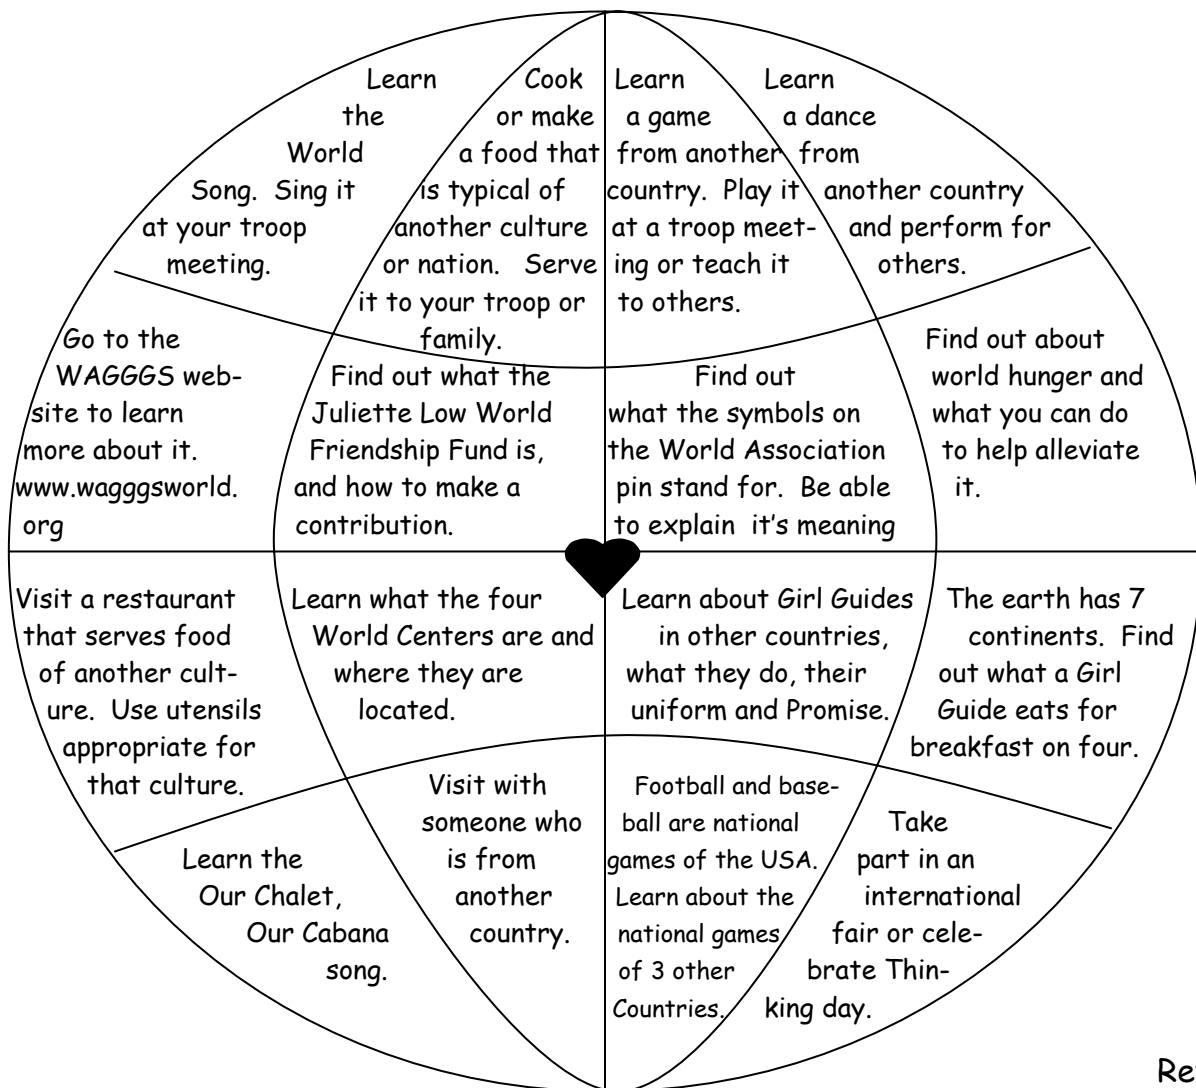 Learn
the
World
Song.  Sing it
at your troop
meeting.
Cook
or make
a food that
is typical of
another culture
or nation.   Serve
it to your troop or
family.
Learn
a game
from another
country.  Play it
at a troop meet-
ing or teach it
to others.
Learn
a dance
from
another country
and perform for
others.
Go to the
WAGGGS web-
site to learn
more about it.
www.wagggsworld.
org
Find out what the
Juliette Low World
Friendship Fund is,
and how to make a
contribution.
Find out
what the symbols on
the World Association
pin stand for.  Be able
to explain  it’s meaning
Find out about
world hunger and
what you can do
to help alleviate
it.
Visit a restaurant
that serves food
of another cult-
ure.  Use utensils
appropriate for
that culture.
Learn what the four
World Centers are and
where they are
located.
Learn about Girl Guides
in other countries,
what they do, their
uniform and Promise.
The earth has 7
continents.  Find
out what a Girl
Guide eats for
breakfast on four.
Learn the
Our Chalet,
Our Cabana
song.
Visit with
someone who
is from
another
country.
Football and base-
ball are national
games of the USA.
Learn about the
national games
of 3 other
Countries.
Take
part in an
international
fair or cele-
brate Thin-
king day.